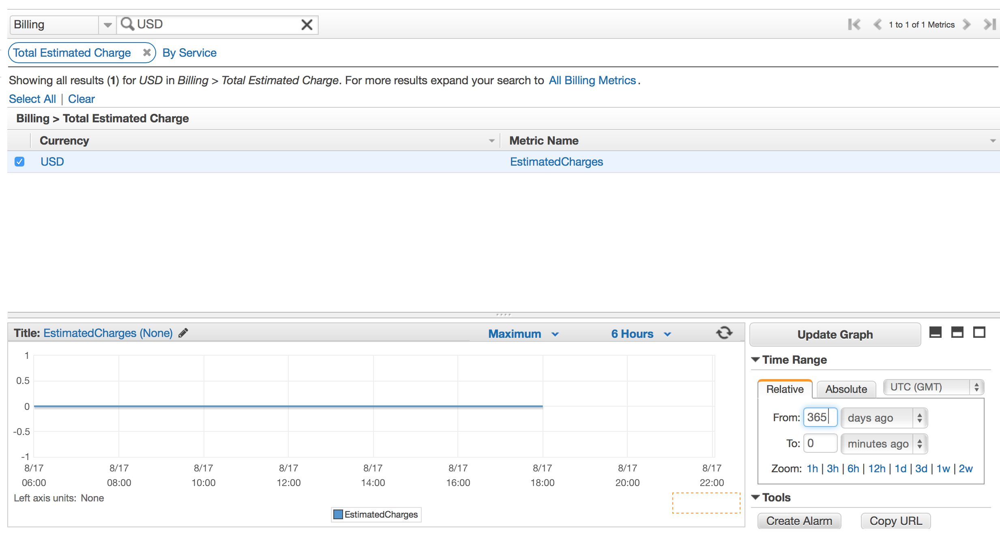 Billing USD 1 to 1 of 1 Metrics
Total Estimated Charge By Service
Showing all results (1) for USD in Billing > Total Estimated Charge. For more results expand your search to All Billing Metrics.
Select All | Clear
Billing > Total Estimated Charge
Currency Metric Name
USD EstimatedCharges
Title: EstimatedCharges (None) Maximum 6 Hours
1
0.5
0
-0.5
-1
8/17 8/17 8/17 8/17 8/17 8/17 8/17 8/17 8/17
06:00 08:00 10:00 12:00 14:00 16:00 18:00 20:00 22:00
Left axis units: None
EstimatedCharges
Update Graph
Time Range
Relative Absolute UTC (GMT)
From: 365 days ago
To: 0 minutes ago
Zoom: 1h | 3h | 6h | 12h | 1d | 3d | 1w | 2w
Tools
Create Alarm Copy URL